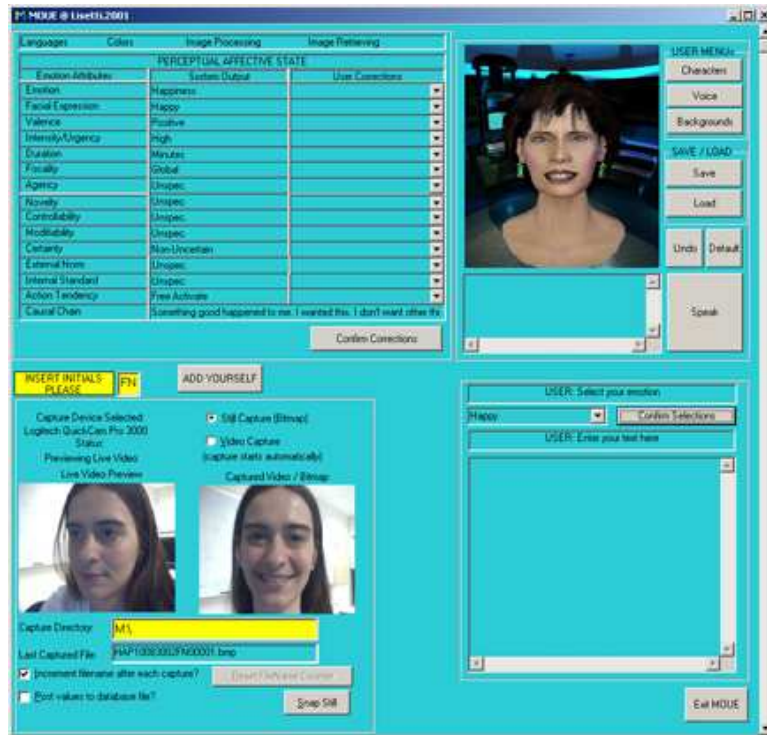 MOUE @ Lisetti.2001
Languages Colors Image Processing Image Retrieving
PERCEPTUAL AFFECTIVE STATE
Emotion Attributes System Output User Corrections
Emotion Happiness
Facial Expression Happy
Valence Positive
Intensity/Urgency High
Duration Minutes
Focality Global
Agency Unspec.
Novelty Unspec.
Controllability Unspec.
Modifiability Unspec.
Certainty Non-Uncertain
External Norm Unspec.
Internal Standard Unspec.
Action Tendency Free Activate
Causal Chain Something good happened to me. I wanted this. I don't want other thi
Confirm Corrections
USER MENUs
Characters
Voice
Backgrounds
SAVE / LOAD
Save
Load
Undo Default
Speak
INSERT INITIALS
PLEASE
FN
ADD YOURSELF
Capture Device Selected
Logitech QuickCam Pro 3000
Status:
Previewing Live Video
Live Video Preview
Still Capture (Bitmap)
Video Capture
(capture starts automatically)
Captured Video / Bitmap
Capture Directory: M:\
Last Captured File:
Increment filename after each capture?
Post values to database file?
Snap Still
USER: Select your emotion
Happy Confirm Selections
USER: Enter your text here
Exit MOUE